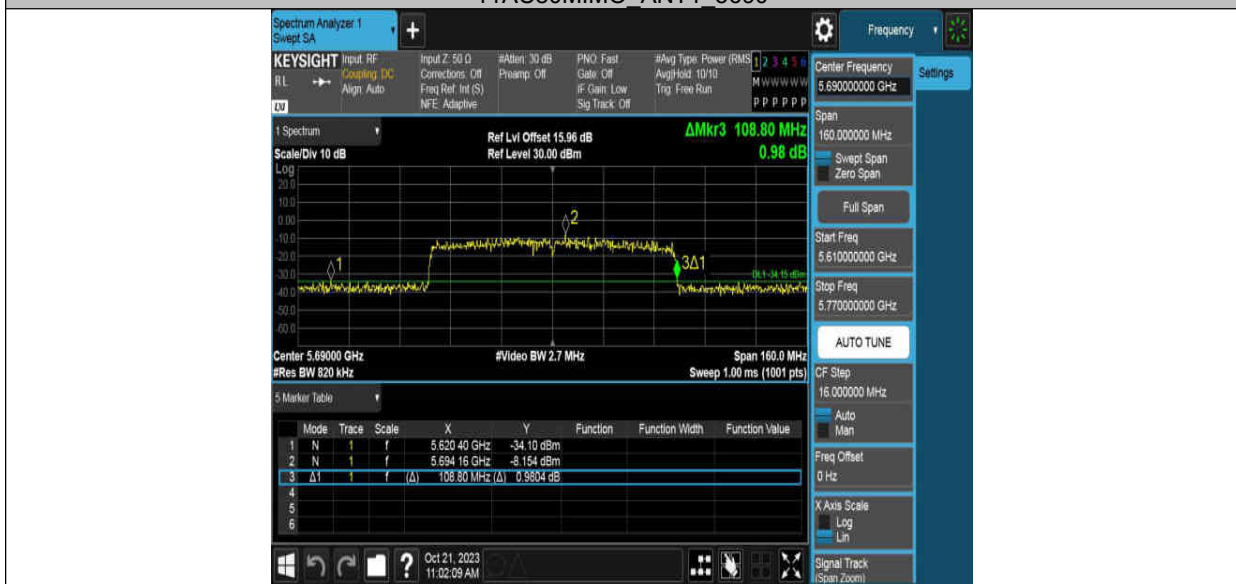 Spectrum Analyzer 1
Swept SA
+
Frequency
KEYSIGHT
RL
Input: RF
Coupling: DC
Align: Auto
Input Z: 50 Ω
Corrections: Off
Freq Ref: Int (S)
NFE: Adaptive
#Atten: 30 dB
Preamp: Off
PNO: Fast
Gate: Off
IF Gain: Low
Sig Track: Off
#Avg Type: Power (RMS
Avg|Hold: 10/10
Trig: Free Run
1 2 3 4 5 6
M W W W W W
P P P P P P
Center Frequency
5.690000000 GHz
Settings
Span
160.000000 MHz
Swept Span
Zero Span
Full Span
Start Freq
5.610000000 GHz
Stop Freq
5.770000000 GHz
AUTO TUNE
CF Step
16.000000 MHz
Auto
Man
Freq Offset
0 Hz
X Axis Scale
Log
Lin
Signal Track
(Span Zoom)
1 Spectrum
Scale/Div 10 dB
Log
Ref Lvl Offset 15.96 dB
Ref Level 30.00 dBm
ΔMkr3 108.80 MHz
0.98 dB
20.0
10.0
0.00
-10.0
-20.0
-30.0
-40.0
-50.0
-60.0
1
2
3Δ1
DL1 -34.15 dBm
Center 5.69000 GHz
#Res BW 820 kHz
#Video BW 2.7 MHz
Span 160.0 MHz
Sweep 1.00 ms (1001 pts)
5 Marker Table
Mode Trace Scale X Y Function Function Width Function Value
1 N 1 f 5.620 40 GHz -34.10 dBm
2 N 1 f 5.694 16 GHz -8.154 dBm
3 Δ1 1 f (Δ) 108.80 MHz (Δ) 0.9804 dB
4
5
6
?
Oct 21, 2023
11:02:09 AM